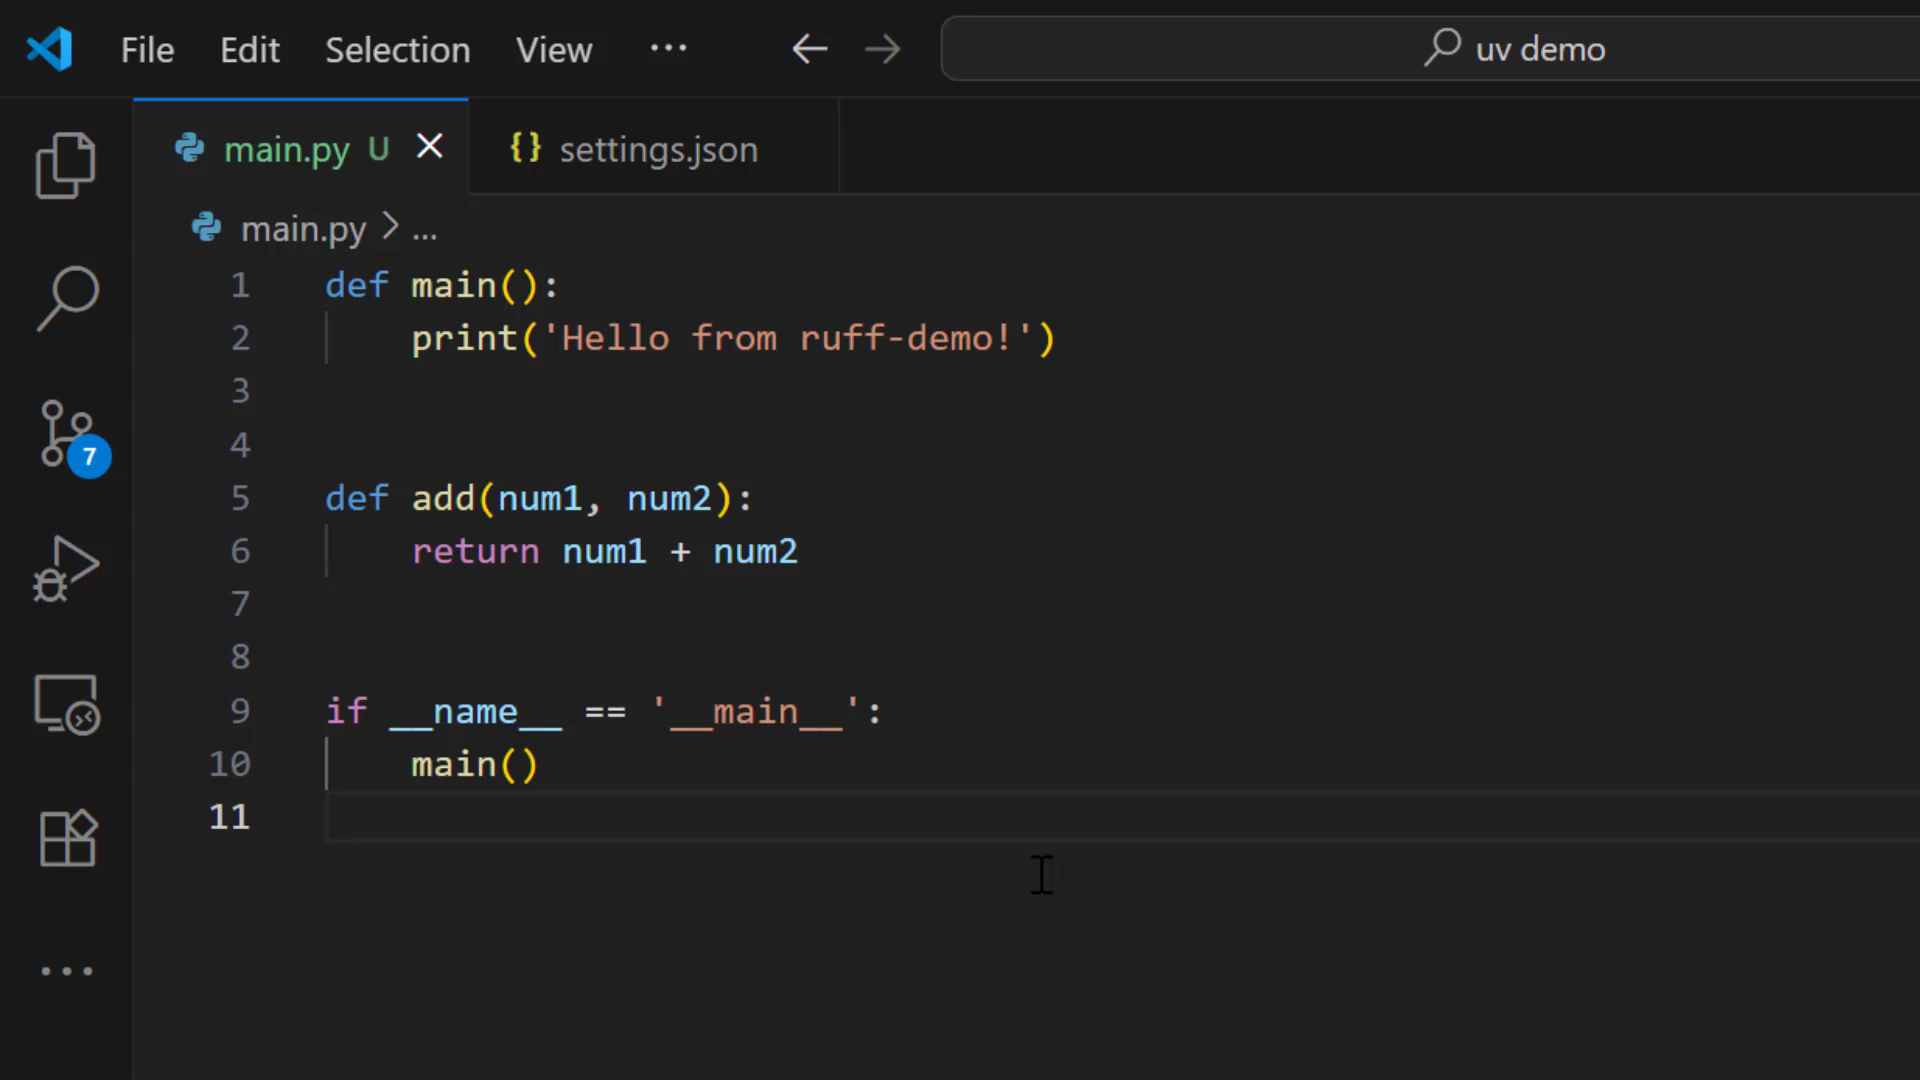 File Edit Selection View ··· uv demo
main.py U settings.json
main.py > ...
1 def main():
2     print('Hello from ruff-demo!')
3
4
5 def add(num1, num2):
6     return num1 + num2
7
8
9 if __name__ == '__main__':
10     main()
11
7